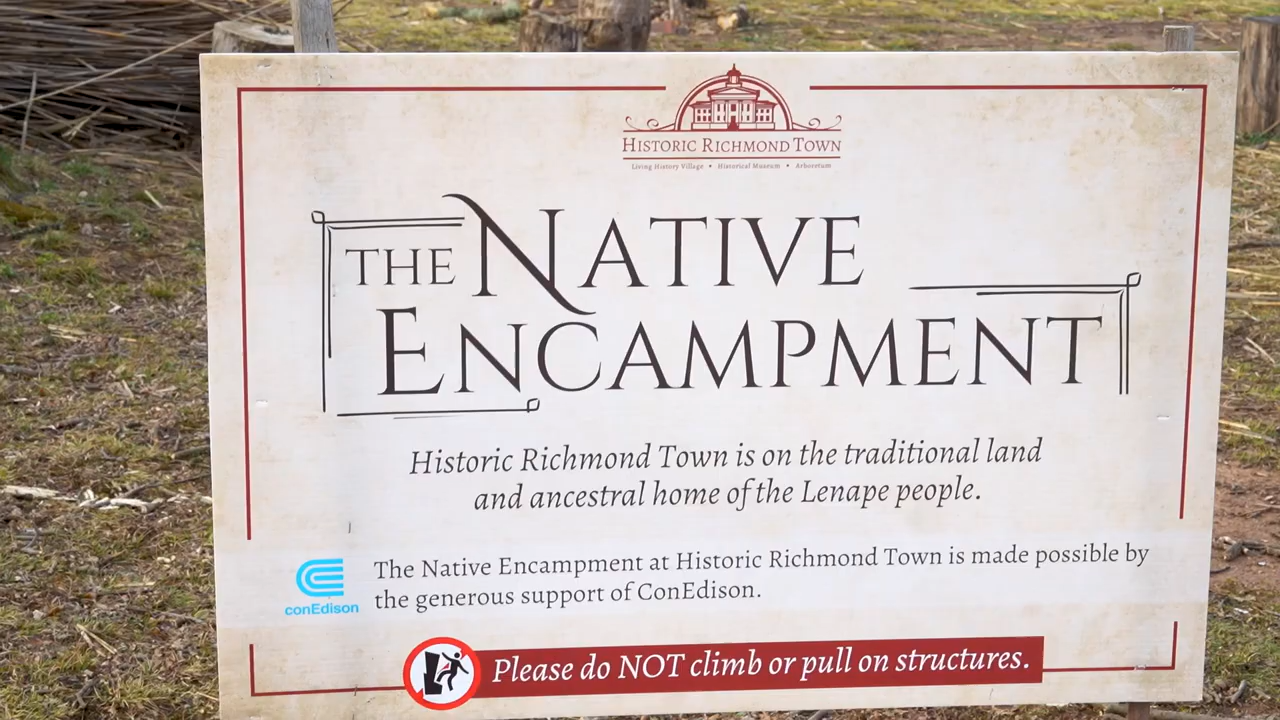 HISTORIC RICHMOND TOWN
Living History Village • Historical Museum • Arboretum
THE NATIVE
ENCAMPMENT
Historic Richmond Town is on the traditional land
and ancestral home of the Lenape people.
The Native Encampment at Historic Richmond Town is made possible by
the generous support of ConEdison.
conEdison
Please do NOT climb or pull on structures.